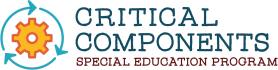 CRITICAL
COMPONENTS
SPECIAL EDUCATION PROGRAM